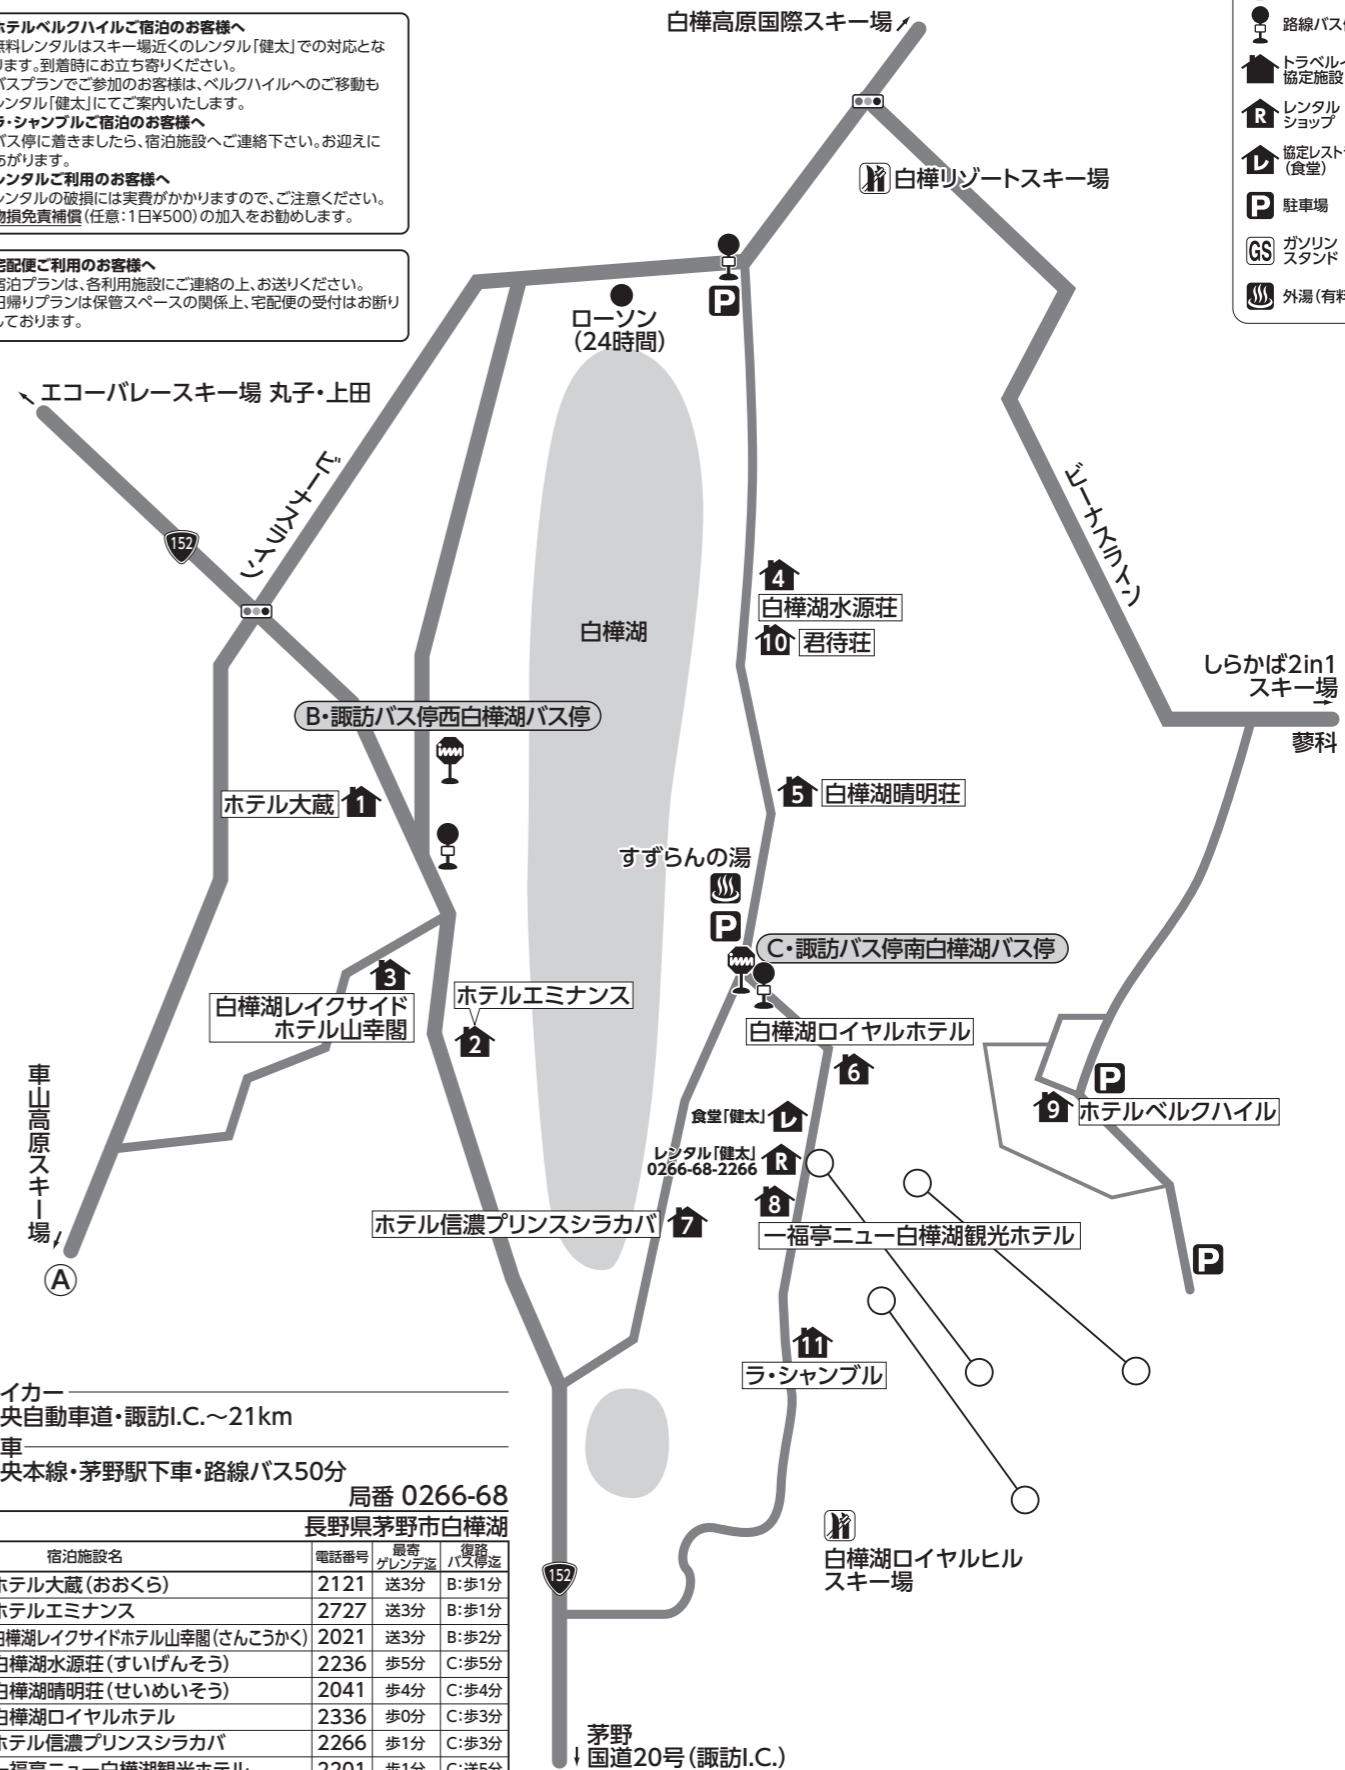 ホテルベルクハイルご宿泊のお客様へ
無料レンタルはスキー場近くのレンタル「健太」での対応とな
ります。到着時にお立ち寄りください。
バスプランでご参加のお客様は、ベルクハイルへのご移動も
レンタル「健太」にてご案内いたします。
ラ・シャンブルご宿泊のお客様へ
バス停に着きましたら、宿泊施設へご連絡下さい。お迎えに
あがります。
レンタルご利用のお客様へ
レンタルの破損には実費がかかりますので、ご注意ください。
物損免責補償(任意:1日¥500)の加入をお勧めします。
宅配便ご利用のお客様へ
宿泊プランは、各利用施設にご連絡の上、お送りください。
日帰りプランは保管スペースの関係上、宅配便の受付はお断り
しております。
白樺高原国際スキー場
路線バス
トラベル
協定施設
R
レンタル
ショップ
レ
協定レスト
(食堂)
P
駐車場
GS
ガソリン
スタンド
外湯(有料
白樺リゾートスキー場
P
ローソン
(24時間)
エコーバレースキー場 丸子・上田
ビーナスライン
152
ビーナスライン
4
白樺湖水源荘
10 君待荘
白樺湖
しらかば2in1
スキー場
蓼科
B・諏訪バス停西白樺湖バス停
ホテル大蔵 1
5 白樺湖晴明荘
すずらんの湯
P
C・諏訪バス停南白樺湖バス停
3
白樺湖レイクサイド
ホテル山幸閣
ホテルエミナンス
2
白樺湖ロイヤルホテル
6
P
9 ホテルベルクハイル
食堂「健太」 レ
レンタル「健太」
0266-68-2266
R
8
一福亭ニュー白樺湖観光ホテル
ホテル信濃プリンスシラカバ 7
P
車山高原スキー場
A
11
ラ・シャンブル
イカー
央自動車道・諏訪I.C.~21km
車
央本線・茅野駅下車・路線バス50分
局番 0266-68
長野県茅野市白樺湖
宿泊施設名 電話番号 最寄ゲレンデ迄 復路バス停迄
ホテル大蔵(おおくら) 2121 送3分 B:歩1分
ホテルエミナンス 2727 送3分 B:歩1分
白樺湖レイクサイドホテル山幸閣(さんこうかく) 2021 送3分 B:歩2分
白樺湖水源荘(すいげんそう) 2236 歩5分 C:歩5分
白樺湖晴明荘(せいめいそう) 2041 歩4分 C:歩4分
白樺湖ロイヤルホテル 2336 歩0分 C:歩3分
ホテル信濃プリンスシラカバ 2266 歩1分 C:歩3分
一福亭ニュー白樺湖観光ホテル 2201 歩1分 C:送5分
152
白樺湖ロイヤルヒル
スキー場
茅野
国道20号(諏訪I.C.)